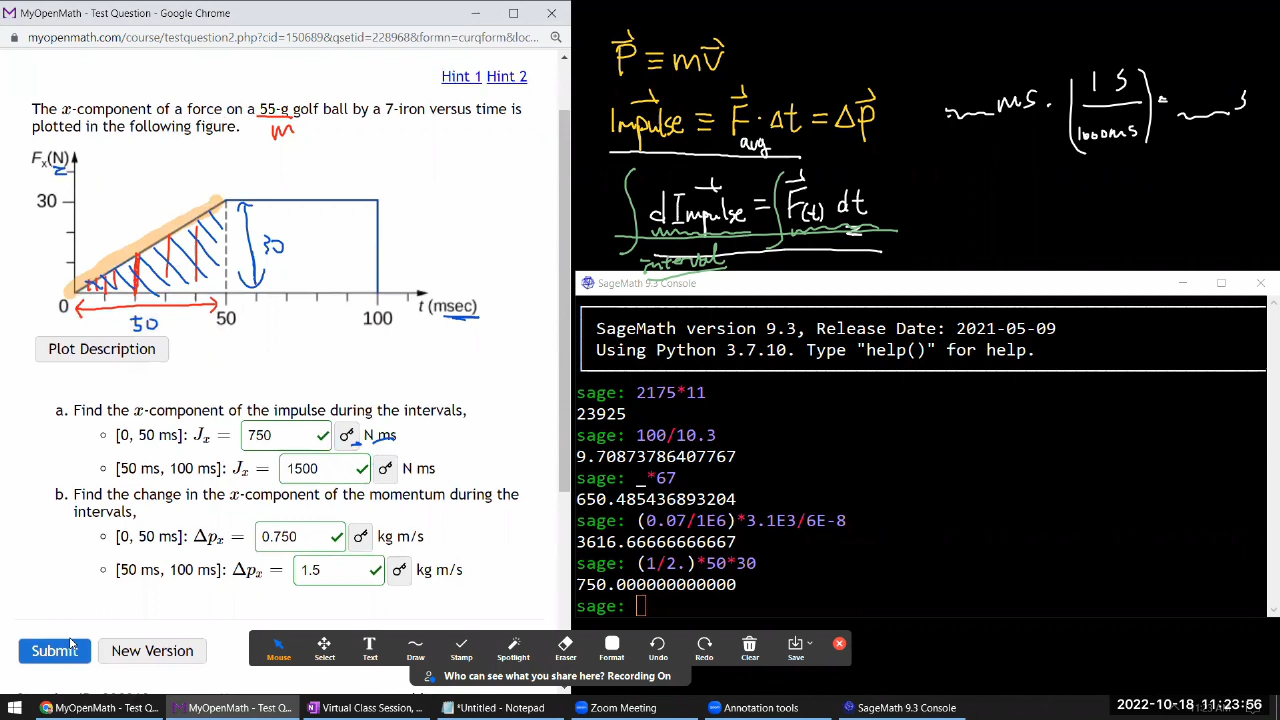 MyOpenMath - Test Question - Google Chrome
myopenmath.com/course/testquestion2.php?cid=150689&qsetid=228968&formn=curqform&loc...
Hint 1 Hint 2
The x-component of a force on a 55-g golf ball by a 7-iron versus time is
plotted in the following figure.
m
Fx(N)
30
30
0
50
50
100
t (msec)
Plot Description
a. Find the x-component of the impulse during the intervals,
[0, 50 ms]: Jx = 750 N ms
[50 ms, 100 ms]: Jx = 1500 N ms
b. Find the change in the x-component of the momentum during the
intervals,
[0, 50 ms]: Δpx = 0.750 kg m/s
[50 ms, 100 ms]: Δpx = 1.5 kg m/s
Submit New Version
P ≡ mv
Impulse ≡ F avg · Δt = ΔP
∫ interval dImpulse = ∫ F(t) dt
___ ms · (1 s / 1000ms) = ___ s
SageMath 9.3 Console
SageMath version 9.3, Release Date: 2021-05-09
Using Python 3.7.10. Type "help()" for help.
sage: 2175*11
23925
sage: 100/10.3
9.70873786407767
sage: _*67
650.485436893204
sage: (0.07/1E6)*3.1E3/6E-8
3616.66666666667
sage: (1/2.)*50*30
750.000000000000
sage:
Mouse Select Text Draw Stamp Spotlight Eraser Format Undo Redo Clear Save
Who can see what you share here? Recording On
MyOpenMath - Test Q... MyOpenMath - Test Q... Virtual Class Session, ... *Untitled - Notepad Zoom Meeting Annotation tools SageMath 9.3 Console
2022-10-18 11:23:56